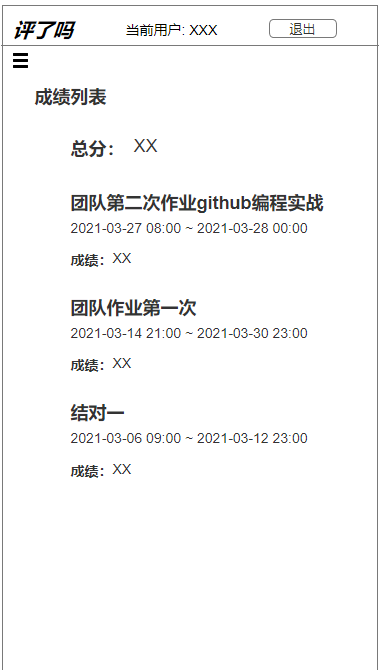 评了吗 当前用户: XXX 退出
成绩列表
总分： XX
团队第二次作业github编程实战
2021-03-27 08:00 ~ 2021-03-28 00:00
成绩：XX
团队作业第一次
2021-03-14 21:00 ~ 2021-03-30 23:00
成绩：XX
结对一
2021-03-06 09:00 ~ 2021-03-12 23:00
成绩：XX